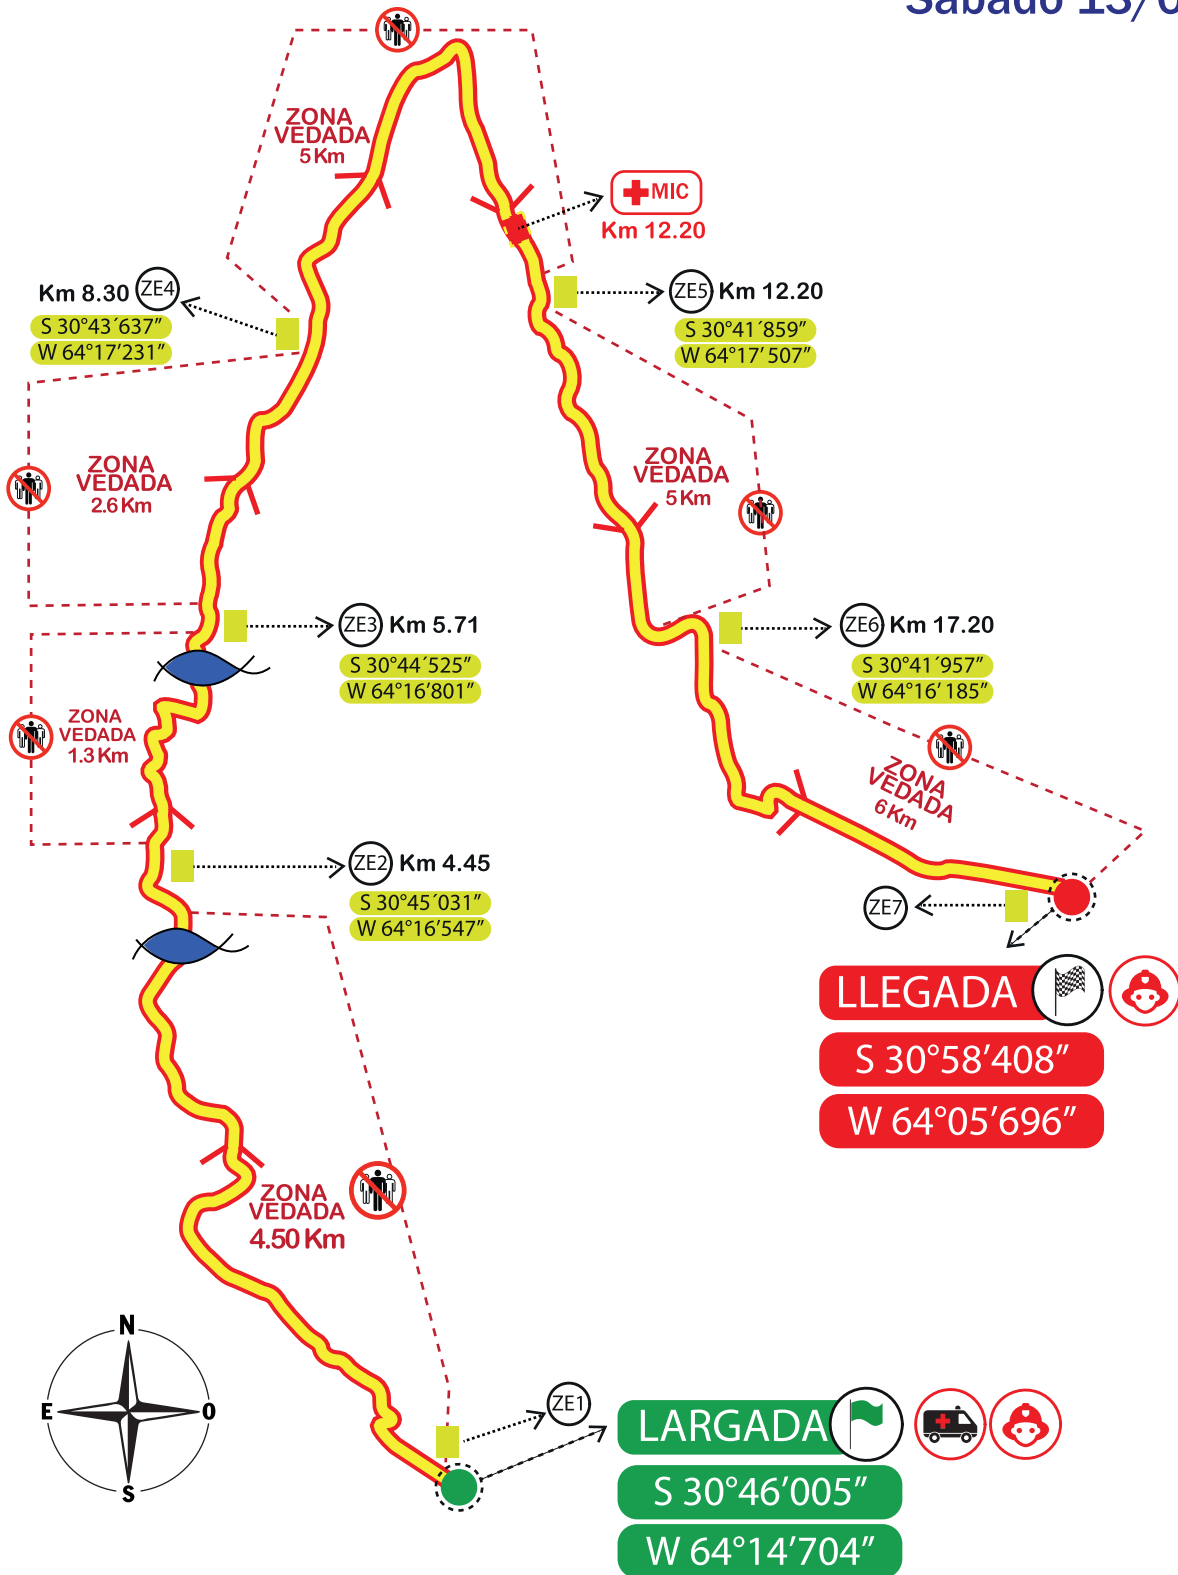 Sábado 13/0
ZONA
VEDADA
5 Km
MIC
Km 12.20
Km 8.30 ZE4
S 30°43´637”
W 64°17’231”
ZE5 Km 12.20
S 30°41’859”
W 64°17’507”
ZONA
VEDADA
2.6 Km
ZONA
VEDADA
5 Km
ZE3 Km 5.71
S 30°44´525”
W 64°16’801”
ZE6 Km 17.20
S 30°41’957”
W 64°16’185”
ZONA
VEDADA
1.3 Km
ZONA
VEDADA
6 Km
ZE2 Km 4.45
S 30°45´031”
W 64°16’547”
ZE7
LLEGADA
S 30°58’408”
W 64°05’696”
ZONA
VEDADA
4.50 Km
N
E
O
S
ZE1
LARGADA
S 30°46’005”
W 64°14’704”